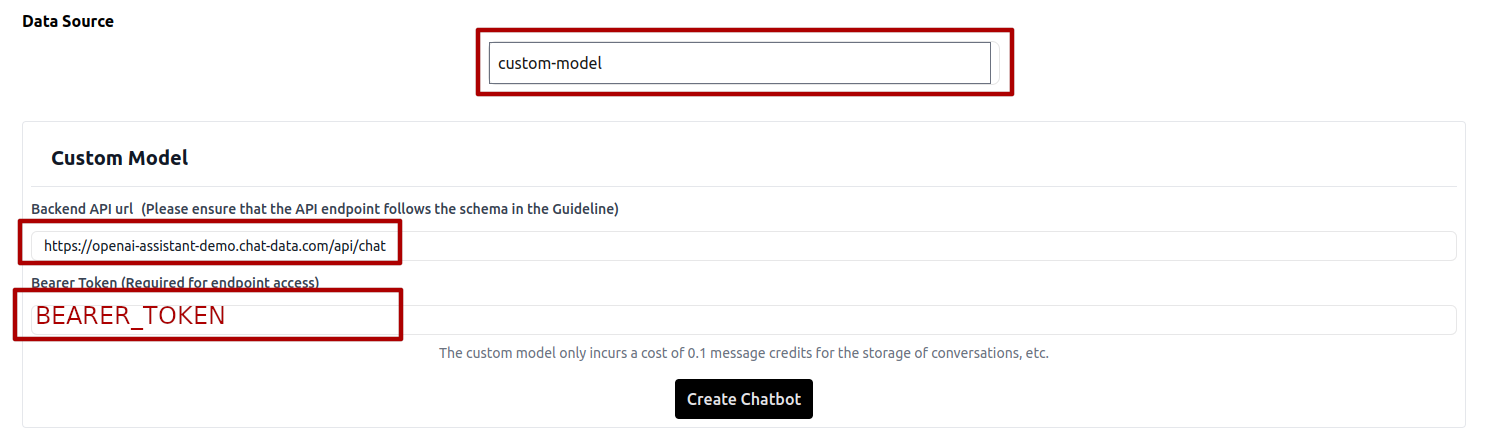 Data Source
custom-model
Custom Model
Backend API url (Please ensure that the API endpoint follows the schema in the Guideline)
https://openai-assistant-demo.chat-data.com/api/chat
Bearer Token (Required for endpoint access)
BEARER_TOKEN
The custom model only incurs a cost of 0.1 message credits for the storage of conversations, etc.
Create Chatbot